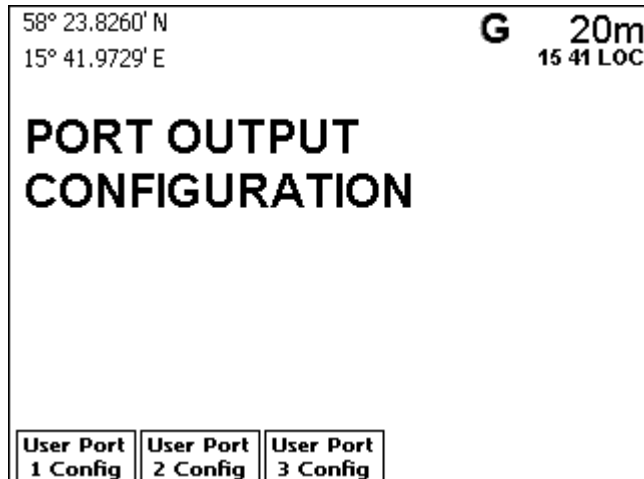 58° 23.8260' N
15° 41.9729' E
G 20m
15 41 LOC
PORT OUTPUT
CONFIGURATION
User Port
1 Config
User Port
2 Config
User Port
3 Config